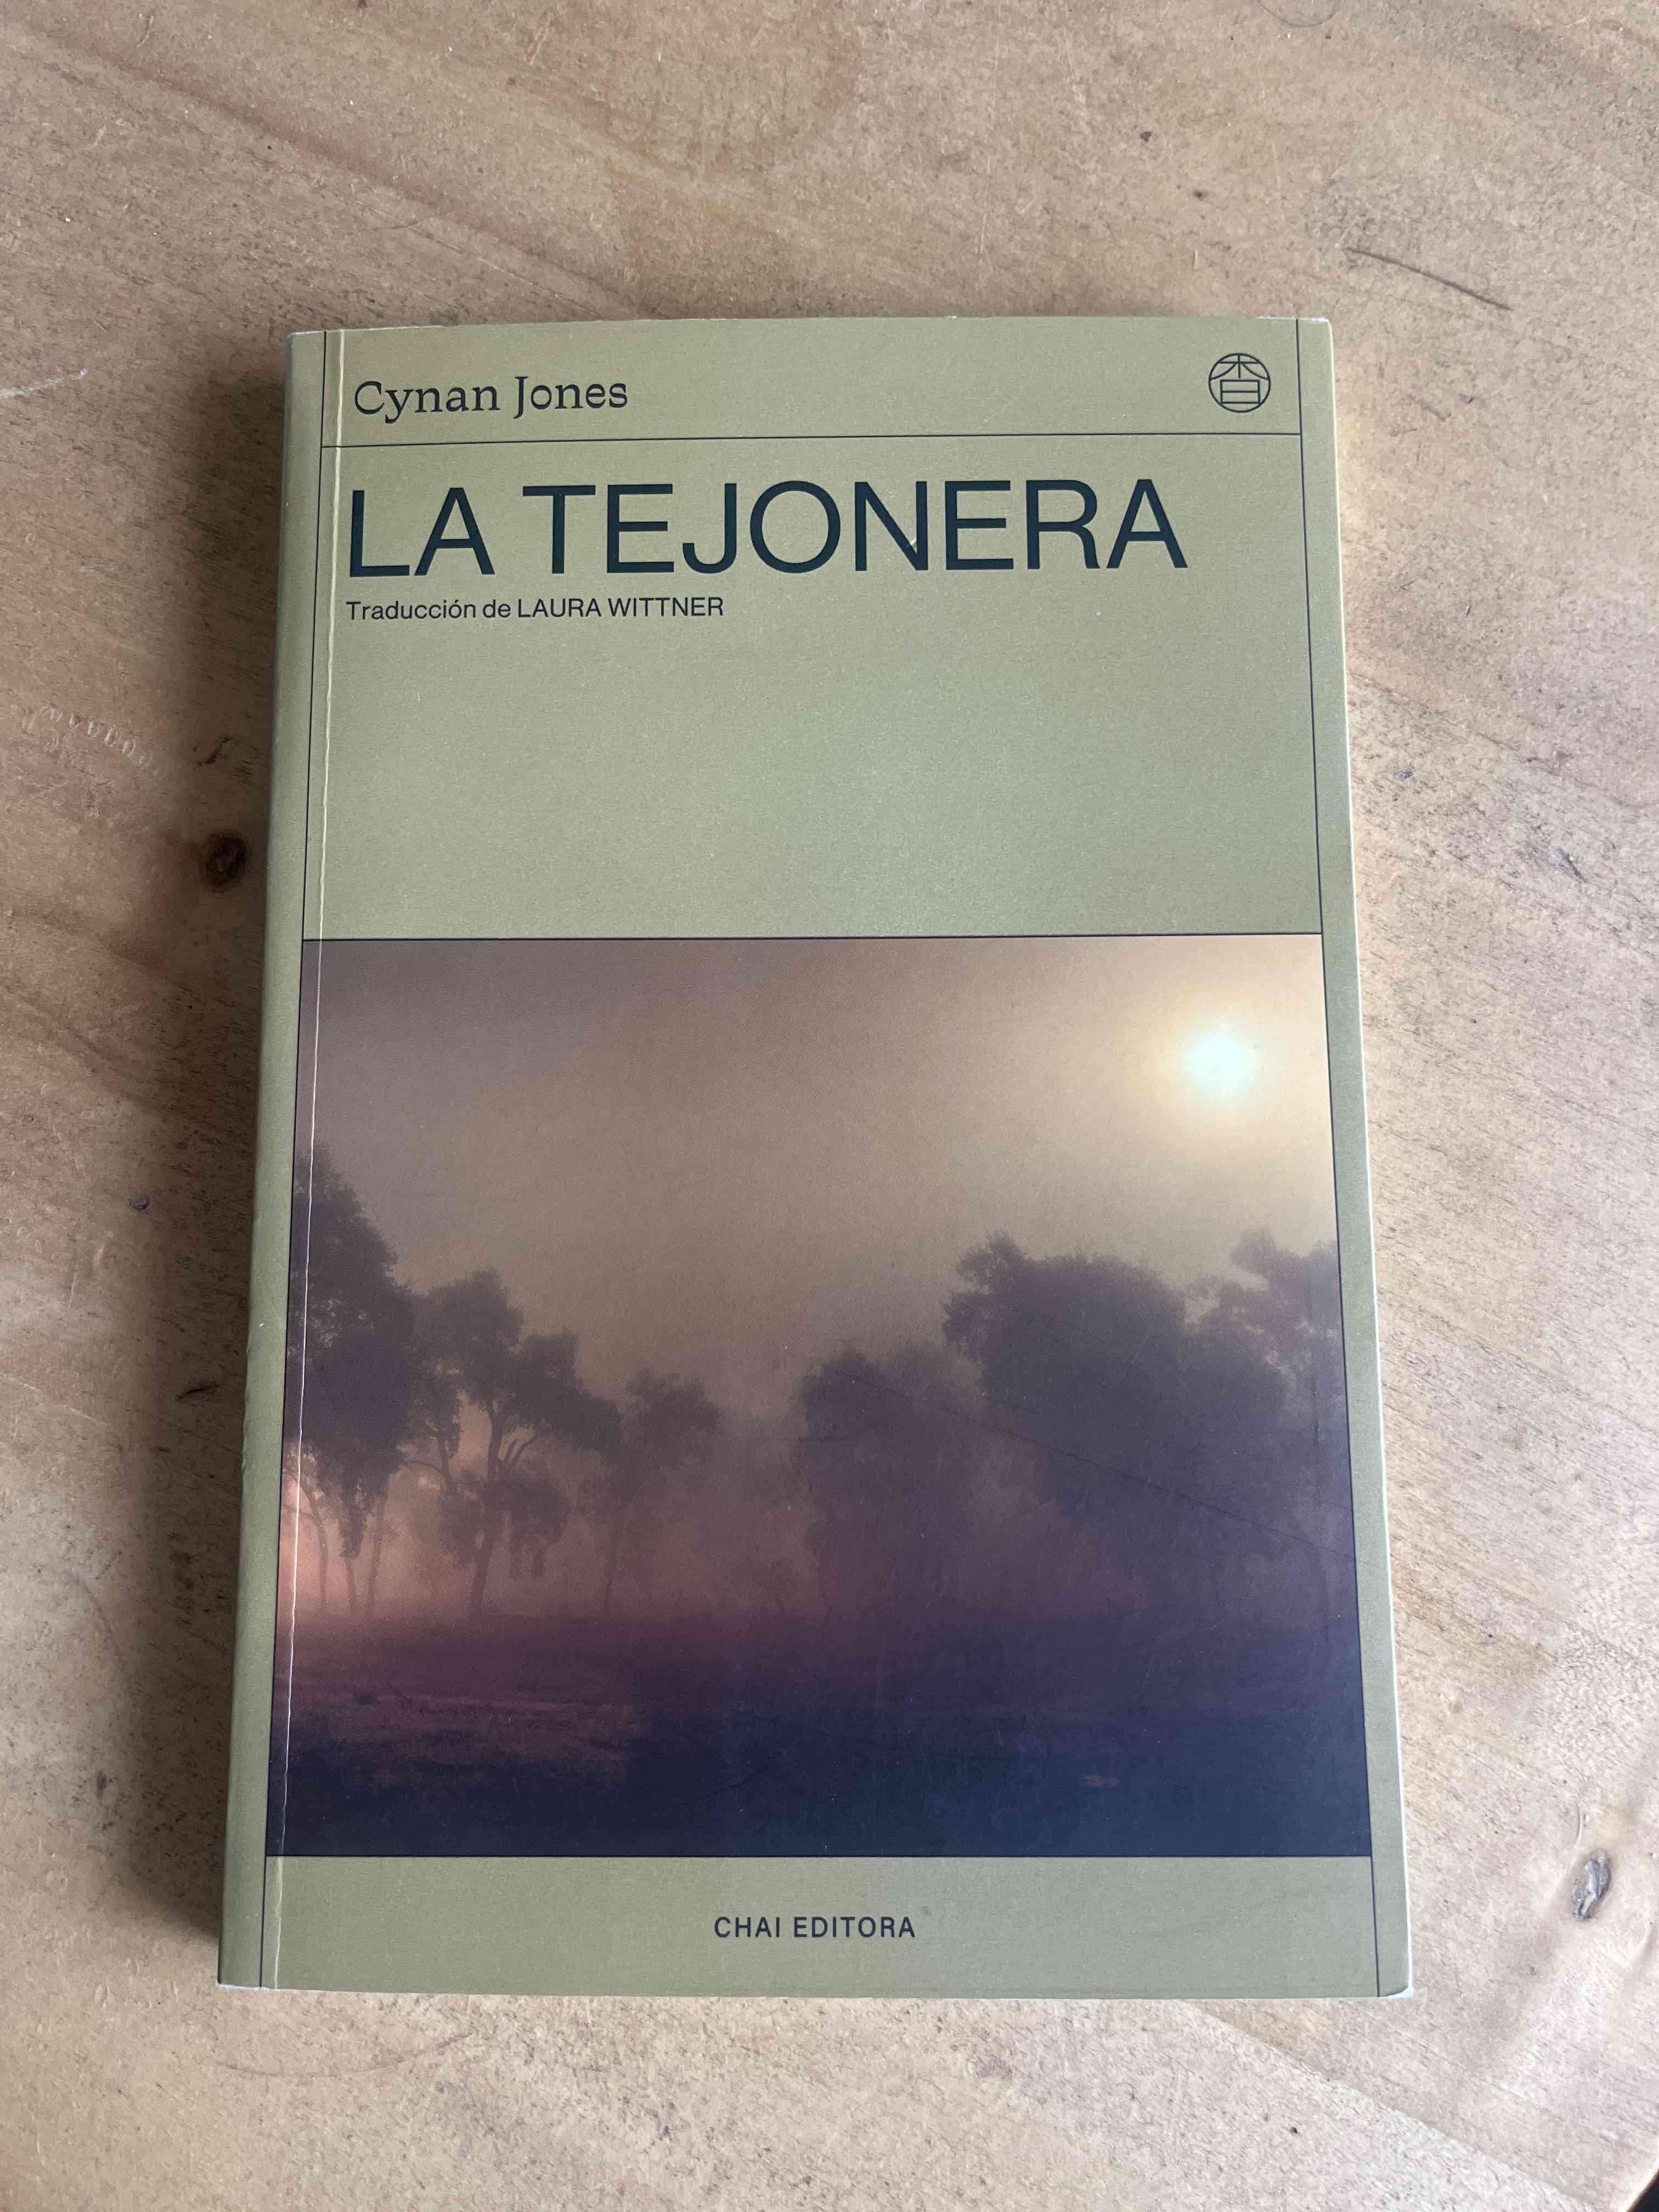 Cynan Jones
LA TEJONERA
Traducción de LAURA WITTNER
CHAI EDITORA